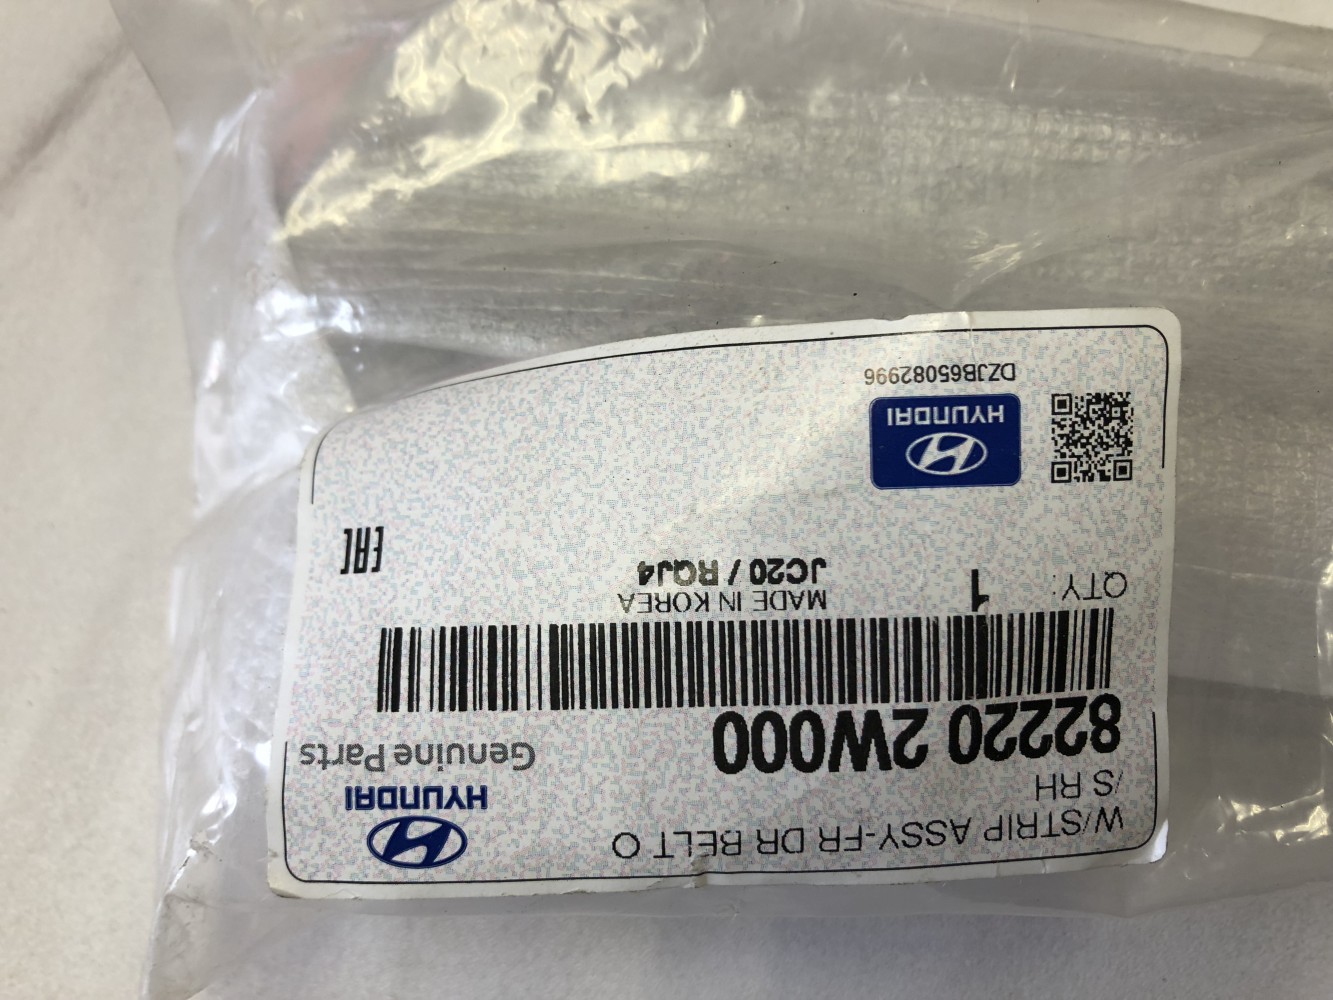 W/STRIP ASSY-FR DR BELT O
/S RH
HYUNDAI
Genuine Parts
82220 2W000
QTY: 1
MADE IN KOREA
JC20 / RQJ4
EAC
HYUNDAI
DZJB65082996